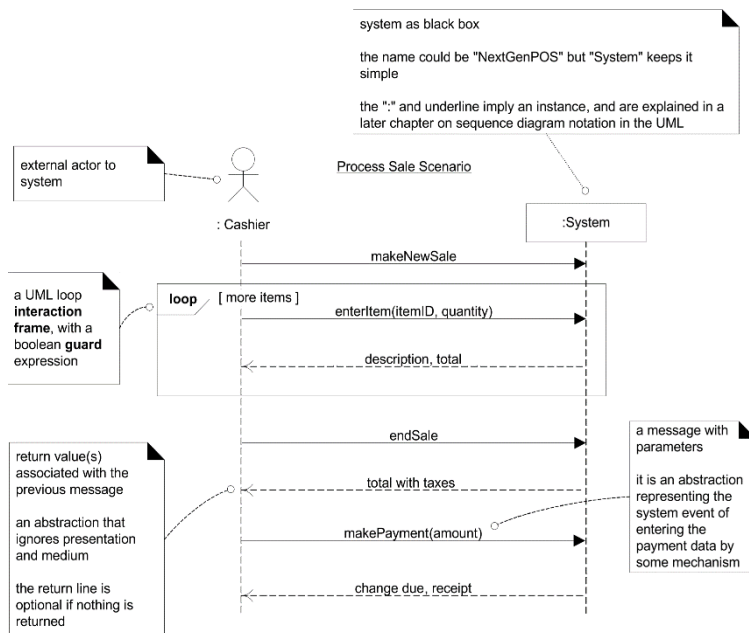 system as black box
the name could be "NextGenPOS" but "System" keeps it
simple
the ":" and underline imply an instance, and are explained in a
later chapter on sequence diagram notation in the UML
external actor to
system
Process Sale Scenario
: Cashier
:System
makeNewSale
a UML loop
interaction
frame, with a
boolean guard
expression
loop
[ more items ]
enterItem(itemID, quantity)
description, total
endSale
return value(s)
associated with the
previous message
an abstraction that
ignores presentation
and medium
the return line is
optional if nothing is
returned
total with taxes
makePayment(amount)
change due, receipt
a message with
parameters
it is an abstraction
representing the
system event of
entering the
payment data by
some mechanism